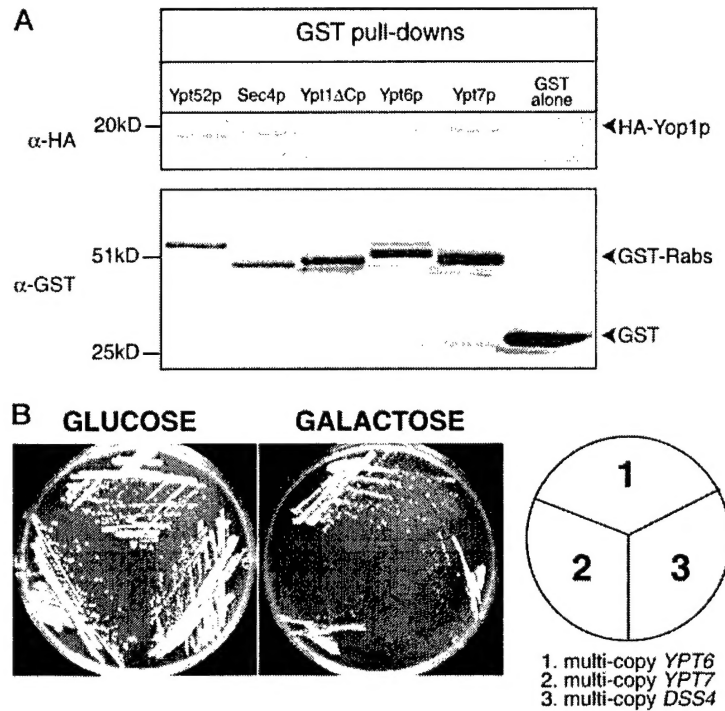 A
GST pull-downs
Ypt52p Sec4p Ypt1ΔCp Ypt6p Ypt7p GST alone
α-HA
20kD
HA-Yop1p
α-GST
51kD
GST-Rabs
25kD
GST
B
GLUCOSE GALACTOSE
1
2 3
1. multi-copy YPT6
2. multi-copy YPT7
3. multi-copy DSS4